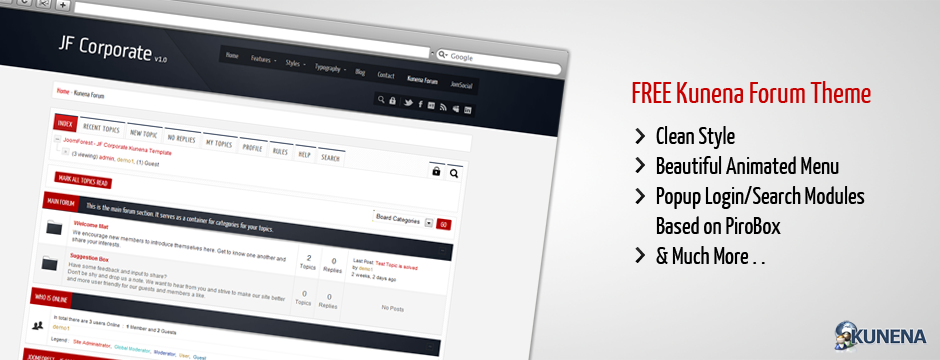 Google
JF Corporate v1.0
Home Features Styles Typography Blog Contact Kunena Forum JomSocial
Home - Kunena Forum
INDEX RECENT TOPICS NEW TOPIC NO REPLIES MY TOPICS PROFILE RULES HELP SEARCH
JoomForest - JF Corporate Kunena Template
(3 viewing) admin, demo1, (1) Guest
MARK ALL TOPICS READ
Board Categories GO
MAIN FORUM This is the main forum section. It serves as a container for categories for your topics.
Welcome Mat
We encourage new members to introduce themselves here. Get to know one another and
share your interests.
2 Topics
0 Replies
Last Post: Test Topic is solved
by demo1
2 weeks, 2 days ago
Suggestion Box
Have some feedback and input to share?
Don't be shy and drop us a note. We want to hear from you and strive to make our site better
and more user friendly for our guests and members a like.
0 Topics
0 Replies
No Posts
WHO IS ONLINE
In total there are 3 users Online : 1 Member and 2 Guests
demo1
Legend : Site Administrator, Global Moderator, Moderator, User, Guest
FREE Kunena Forum Theme
Clean Style
Beautiful Animated Menu
Popup Login/Search Modules
Based on PiroBox
& Much More . .
KUNENA